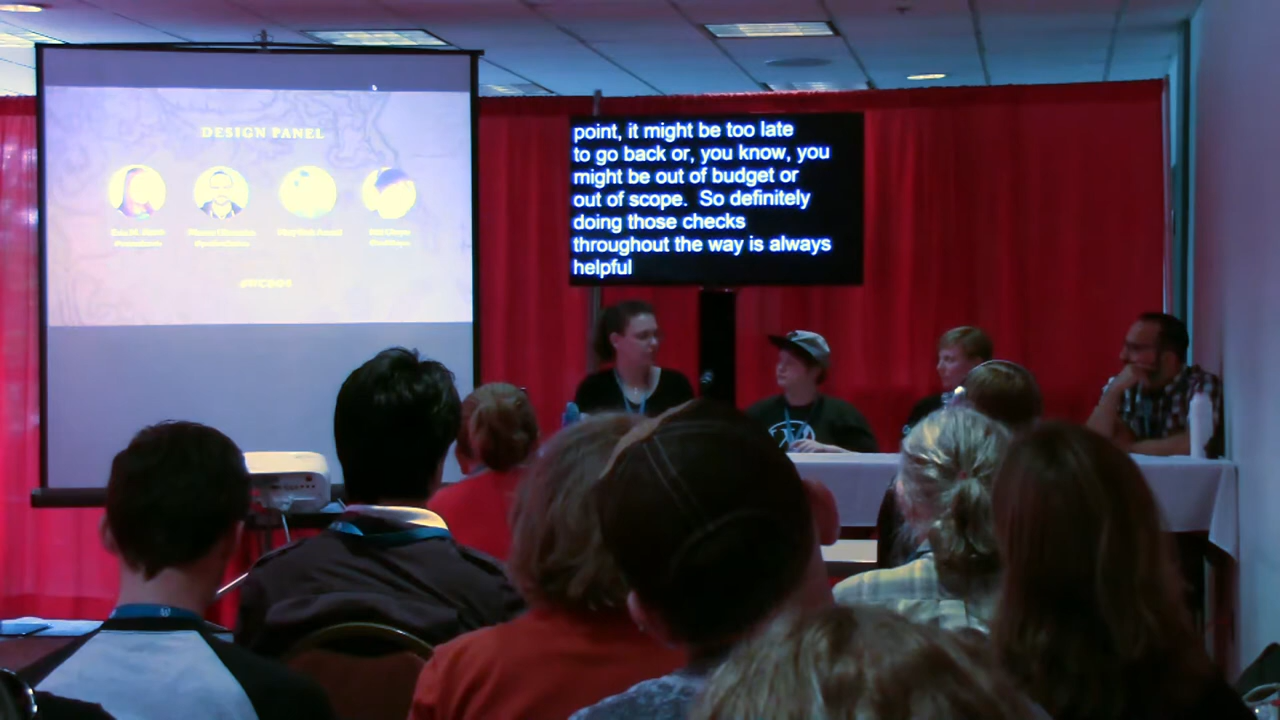 DESIGN PANEL
point, it might be too late
to go back or, you know, you
might be out of budget or
out of scope.  So definitely
doing those checks
throughout the way is always
helpful